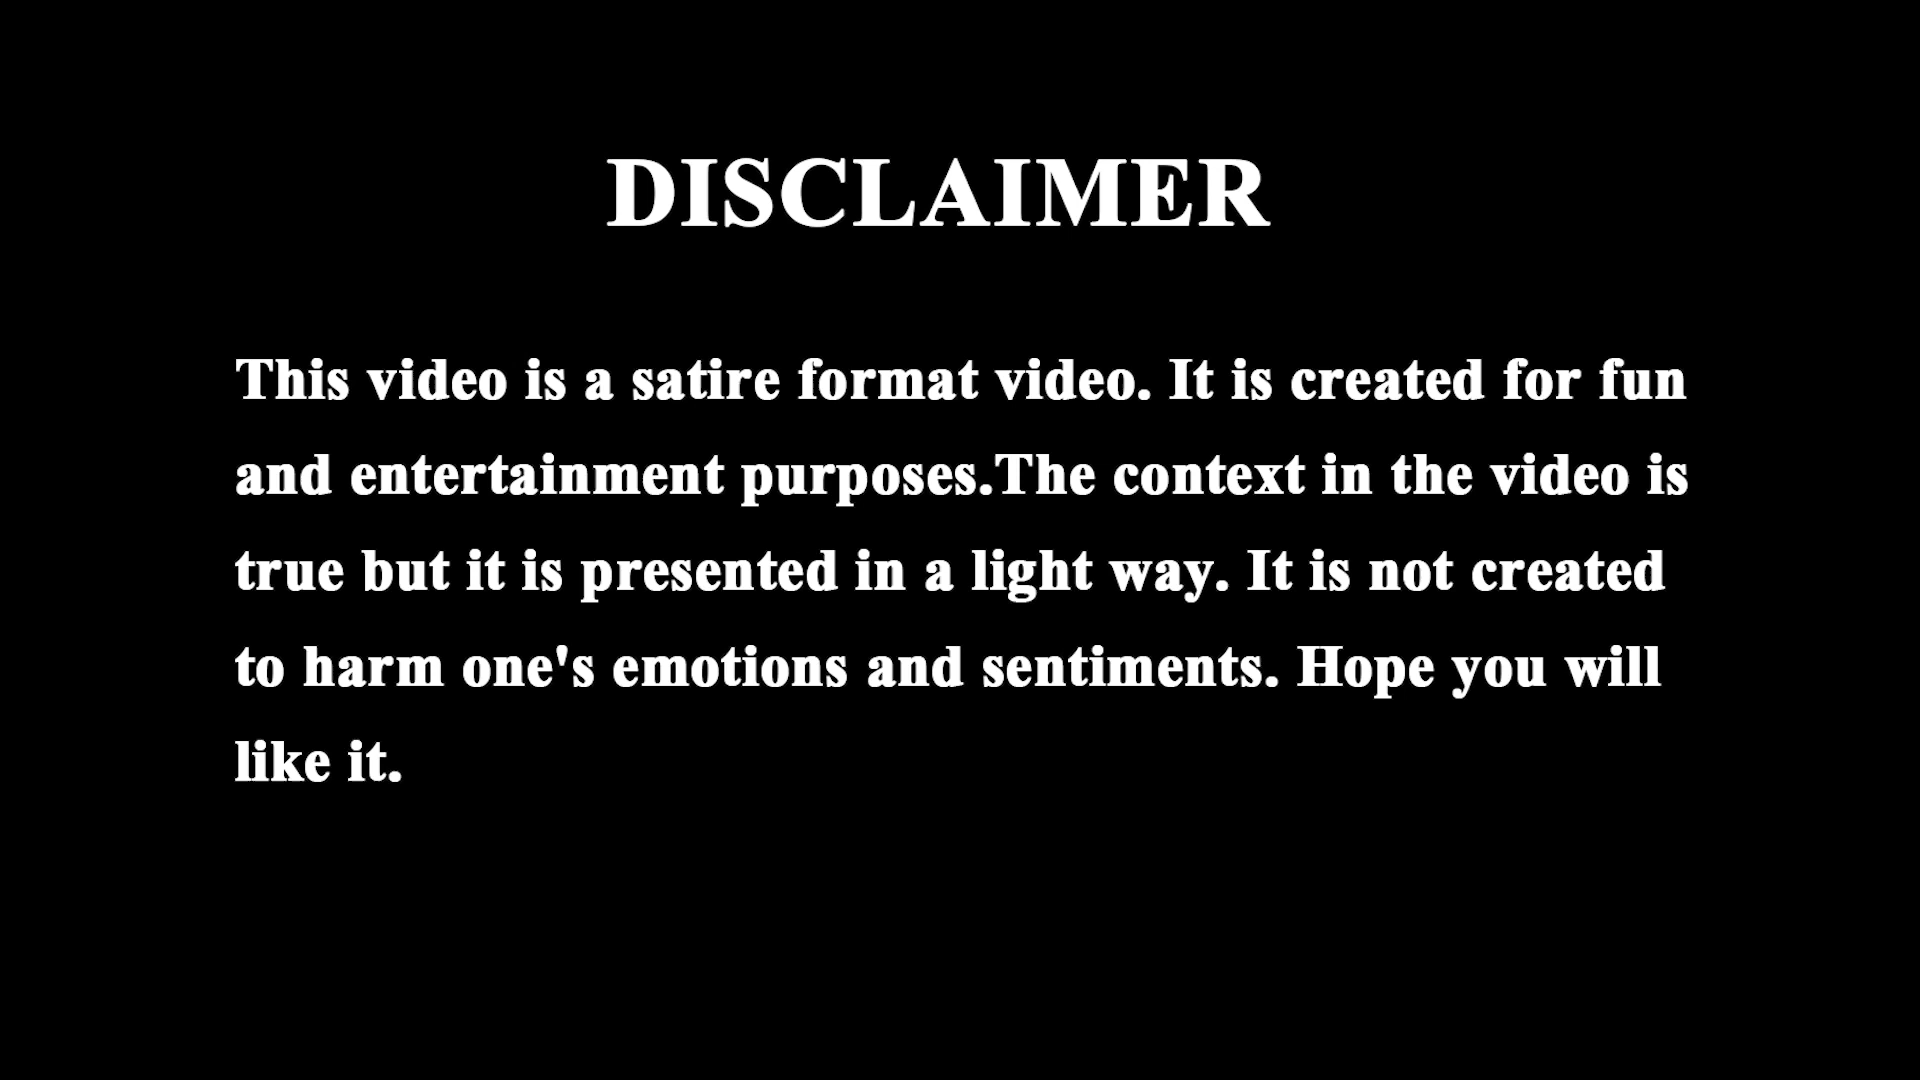 DISCLAIMER
This video is a satire format video. It is created for fun
and entertainment purposes.The context in the video is
true but it is presented in a light way. It is not created
to harm one's emotions and sentiments. Hope you will
like it.